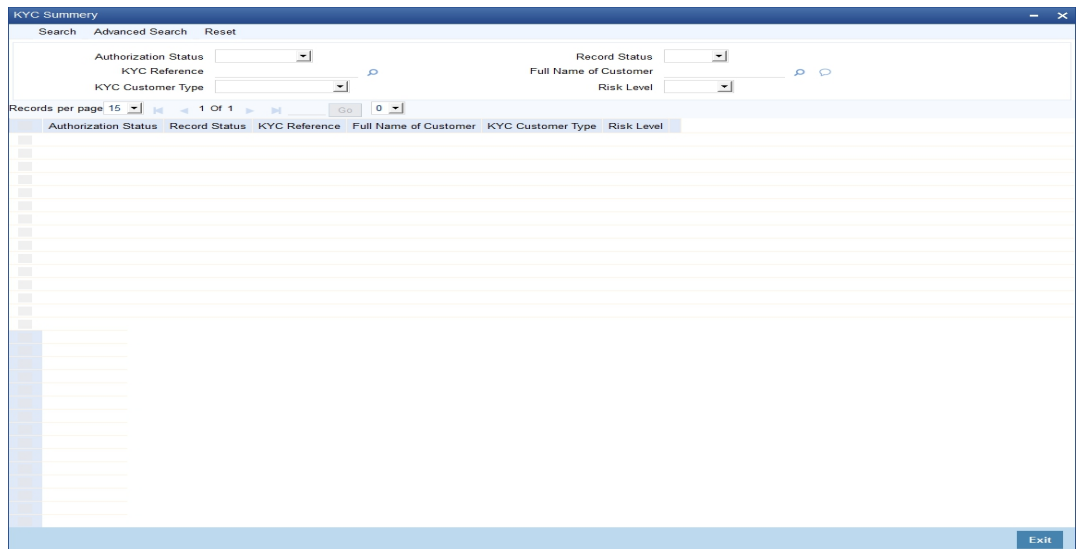 KYC Summery
Search Advanced Search Reset
Authorization Status Record Status
KYC Reference Full Name of Customer
KYC Customer Type Risk Level
Records per page 15 1 Of 1 Go 0
Authorization Status Record Status KYC Reference Full Name of Customer KYC Customer Type Risk Level
Exit